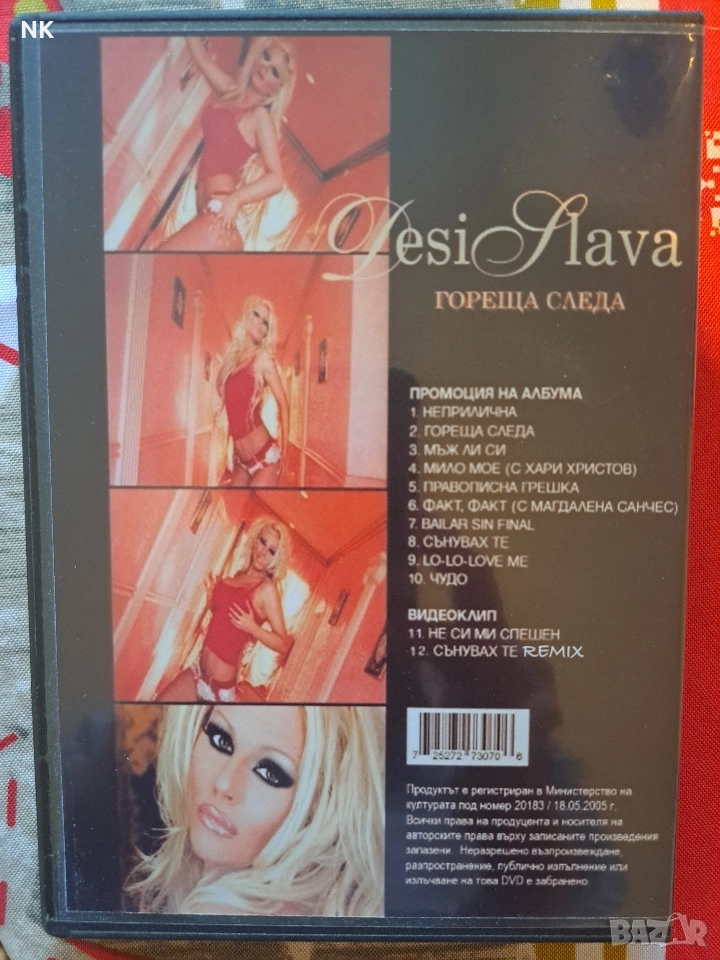 NK
Desi Slava
ГОРЕЩА СЛЕДА
ПРОМОЦИЯ НА АЛБУМА
1. НЕПРИЛИЧНА
2. ГОРЕЩА СЛЕДА
3. МЪЖ ЛИ СИ
4. МИЛО МОЕ (С ХАРИ ХРИСТОВ)
5. ПРАВОПИСНА ГРЕШКА
6. ФАКТ, ФАКТ (С МАГДАЛЕНА САНЧЕС)
7. BAILAR SIN FINAL
8. СЪНУВАХ ТЕ
9. LO-LO-LOVE ME
10. ЧУДО
ВИДЕОКЛИП
11. НЕ СИ МИ СПЕШЕН
12. СЪНУВАХ ТЕ REMIX
7 25272 73070 6
Продуктът е регистриран в Министерство на
културата под номер 20183 / 18.05.2005 г.
Всички права на продуцента и носителя на
авторските права върху записаните произведения
запазени. Неразрешено възпроизвеждане,
разпространение, публично изпълнение или
излъчване на това DVD е забранено.
BAZAR